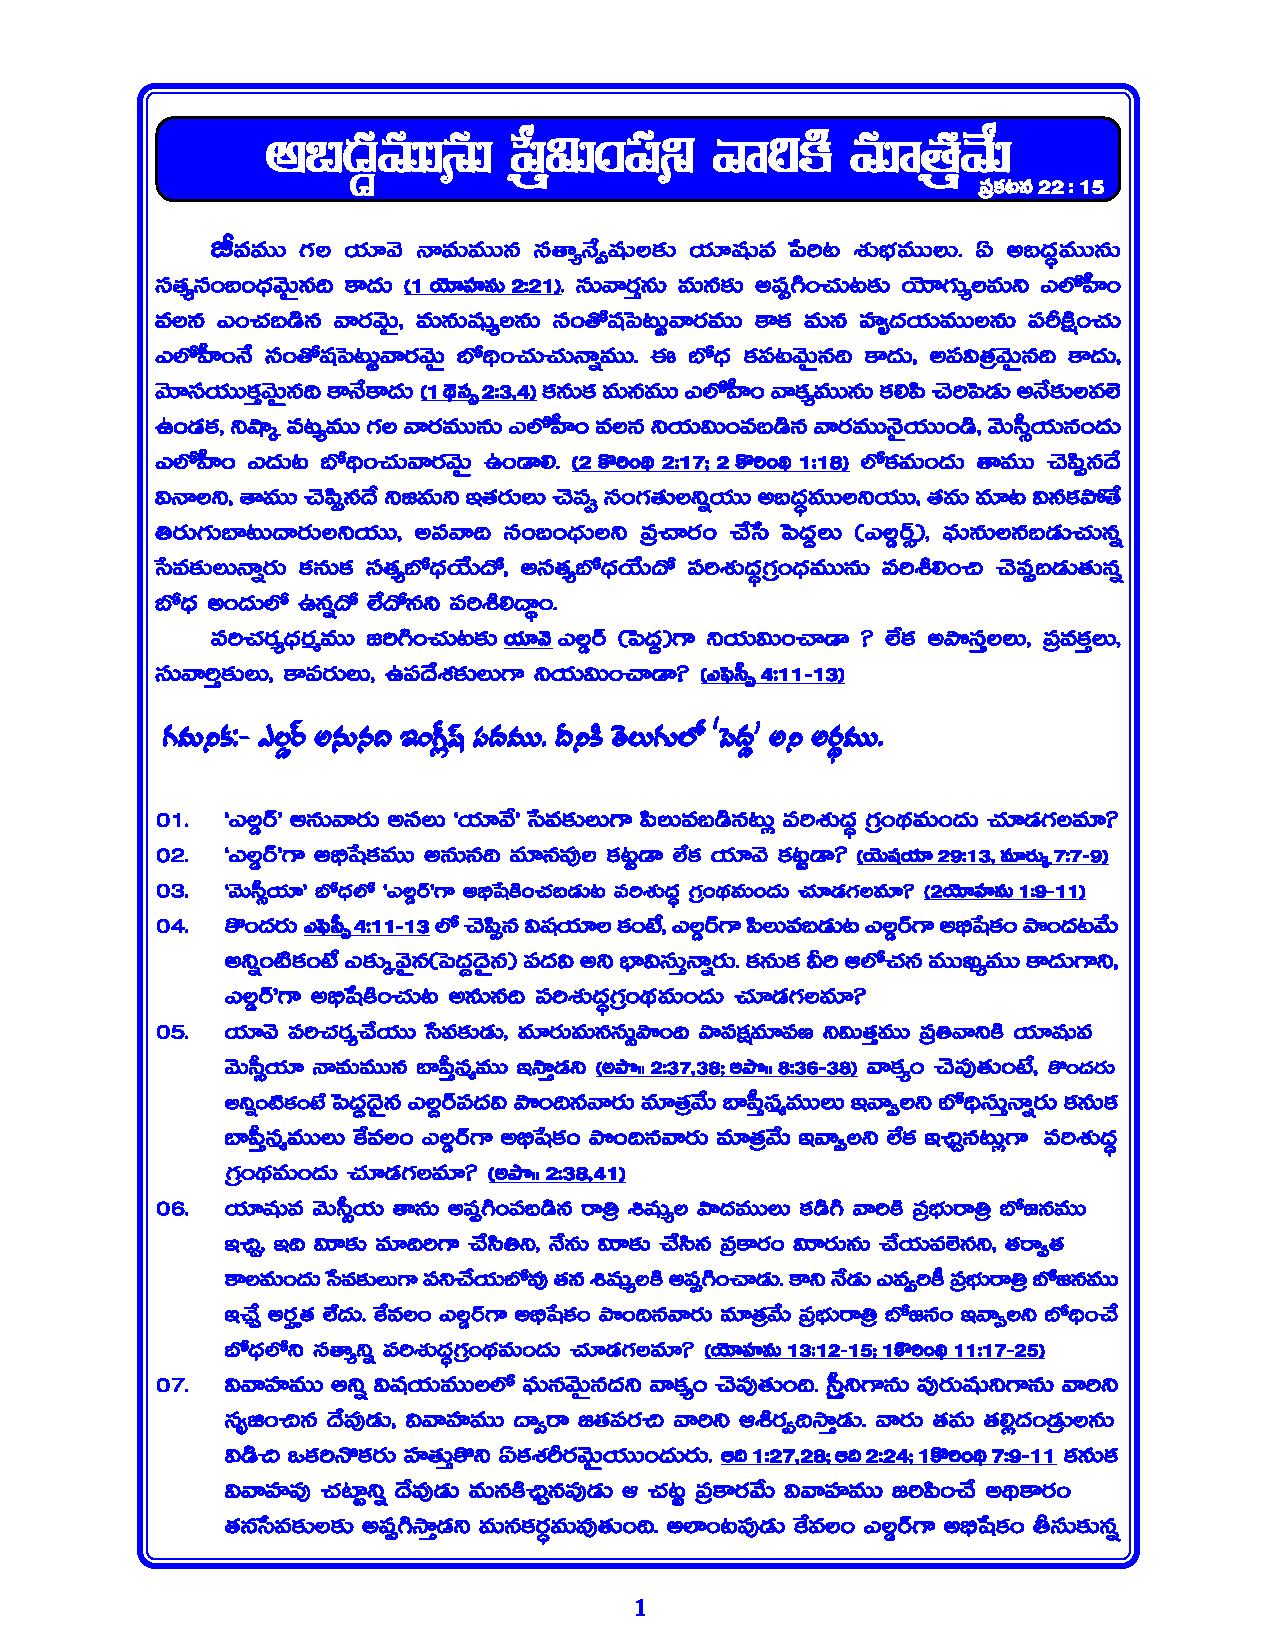 అబద్దమును ప్రేమింపని వారికి మాత్రమే
ప్రకటన 22 : 15
జీవము గల యావె నామమున సత్యాన్వేషులకు యాషువ పేరిట శుభములు. ఏ అబద్ధమును
సత్యసంబంధమైనది కాదు (1 యోహను 2:21). సువార్తను మనకు అప్పగించుటకు యోగ్యులమని ఎలోహీం
వలన ఎంచబడిన వారమై, మనుష్యులను సంతోషపెట్టువారము కాక మన హృదయములను పరీక్షించు
ఎలోహీంనే సంతోషపెట్టువారమై బోధించుచున్నాము. ఈ బోధ కపటమైనది కాదు, అపవిత్రమైనది కాదు,
మోసయుక్తమైనది కానేకాదు (1 థెస్స 2:3,4) కనుక మనము ఎలోహీం వాక్యమును కలిపి చెరిపెడు అనేకులవలె
ఉండక, నిష్కా పట్యము గల వారమును ఎలోహీం వలన నియమింపబడిన వారమునైయుండి, మెస్సీయనందు
ఎలోహీం ఎదుట బోధించువారమై ఉండాలి. (2 కొరింథి 2:17; 2 కొరింథి 1:18) లోకమందు తాము చెప్పినదే
వినాలని, తాము చెప్పినదే నిజమని ఇతరులు చెప్పు సంగతులన్నియు అబద్ధములనియు, తమ మాట వినకపోతే
తిరుగుబాటుదారులనియు, అపవాది సంబంధులని ప్రచారం చేసే పెద్దలు (ఎల్డర్స్), ఘనులనబడుచున్న
సేవకులున్నారు కనుక సత్యబోధయేదో, అసత్యబోధయేదో పరిశుద్ధగ్రంధమును పరిశీలించి చెప్పబడుతున్న
బోధ అందులో ఉన్నదో లేదోనని పరిశీలిద్దాం.
పరిచర్యధర్మము జరిగించుటకు యావె ఎల్డర్ (పెద్ద)గా నియమించాడా ? లేక అపొస్తలలు, ప్రవక్తలు,
సువార్తికులు, కాపరులు, ఉపదేశకులుగా నియమించాడా? (ఎఫెసీ 4:11-13)
గమనిక:- ఎల్డర్ అనునది ఇంగ్లీష్ పదము. దీనికి తెలుగులో 'పెద్ద' అని అర్థము.
01. 'ఎల్డర్' అనువారు అసలు 'యావే' సేవకులుగా పిలువబడినట్లు పరిశుద్ధ గ్రంథమందు చూడగలమా?
02. 'ఎల్డర్'గా అభిషేకము అనునది మానవుల కట్టడా లేక యావె కట్టడా? (యెషయా 29:13, మార్కు 7:7-9)
03. 'మెస్సీయా' బోధలో 'ఎల్డర్'గా అభిషేకించబడుట పరిశుద్ధ గ్రంథమందు చూడగలమా? (2యోహను 1:9-11)
04. కొందరు ఎఫెసీ 4:11-13 లో చెప్పిన విషయాల కంటే, ఎల్డర్‌గా పిలువబడుట ఎల్డర్‌గా అభిషేకం పొందటమే
అన్నింటికంటే ఎక్కువైన(పెద్దదైన) పదవి అని భావిస్తున్నారు. కనుక వీరి ఆలోచన ముఖ్యము కాదుగాని,
ఎల్డర్'గా అభిషేకించుట అనునది పరిశుద్ధగ్రంథమందు చూడగలమా?
05. యావె పరిచర్యచేయు సేవకుడు, మారుమనస్సుపొంది పాపక్షమాపణ నిమిత్తము ప్రతివానికి యాషువ
మెస్సీయా నామమున బాప్తీస్మము ఇస్తాడని (అపొ॥ 2:37,38; అపొ॥ 8:36-38) వాక్యం చెపుతుంటే, కొందరు
అన్నింటికంటే పెద్దదైన ఎల్డర్‌పదవి పొందినవారు మాత్రమే బాప్తీస్మములు ఇవ్వాలని బోధిస్తున్నారు కనుక
బాప్తీస్మములు కేవలం ఎల్డర్‌గా అభిషేకం పొందినవారు మాత్రమే ఇవ్వాలని లేక ఇచ్చినట్లుగా పరిశుద్ధ
గ్రంథమందు చూడగలమా? (అపొ॥ 2:38,41)
06. యాషువ మెస్సీయ తాను అప్పగింపబడిన రాత్రి శిష్యుల పాదములు కడిగి వారికి ప్రభురాత్రి బోజనము
ఇచ్చి, ఇది మీకు మాదిరిగా చేసితిని, నేను మీకు చేసిన ప్రకారం మీరును చేయవలెనని, తర్వాత
కాలమందు సేవకులుగా పనిచేయబోవు తన శిష్యులకి అప్పగించాడు. కాని నేడు ఎవ్వరికీ ప్రభురాత్రి బోజనము
ఇచ్చే అర్హత లేదు. కేవలం ఎల్డర్‌గా అభిషేకం పొందినవారు మాత్రమే ప్రభురాత్రి బోజనం ఇవ్వాలని బోధించే
బోధలోని సత్యాన్ని పరిశుద్ధగ్రంథమందు చూడగలమా? (యోహను 13:12-15; 1కొరింథి 11:17-25)
07. వివాహము అన్ని విషయములలో ఘనమైనదని వాక్యం చెపుతుంది. స్త్రీనిగాను పురుషునిగాను వారిని
సృజించిన దేవుడు, వివాహము ద్వారా జతపరచి వారిని ఆశీర్వదిస్తాడు. వారు తమ తల్లిదండ్రులను
విడిచి ఒకరినొకరు హత్తుకొని ఏకశరీరమైయుందురు. ఆది 1:27,28; ఆది 2:24; 1కొరింథి 7:9-11 కనుక
వివాహపు చట్టాన్ని దేవుడు మనకిచ్చినపుడు ఆ చట్ట ప్రకారమే వివాహము జరిపించే అధికారం
తనసేవకులకు అప్పగిస్తాడని మనకర్ధమవుతుంది. అలాంటపుడు కేవలం ఎల్డర్‌గా అభిషేకం తీసుకున్న
1